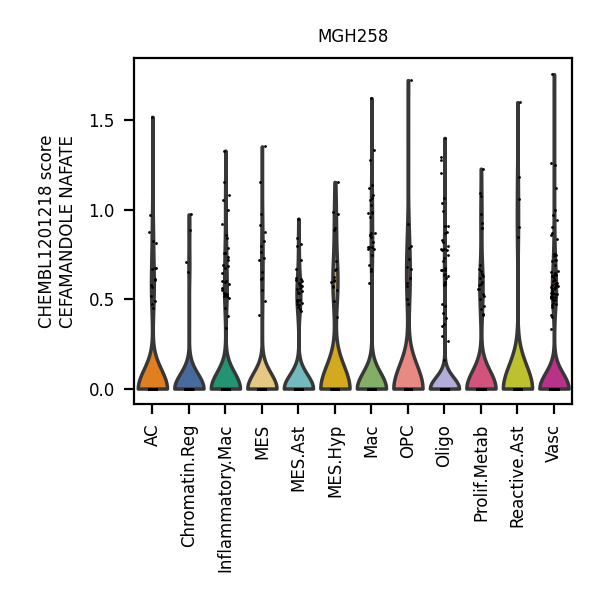 MGH258
CHEMBL1201218 score
CEFAMANDOLE NAFATE
1.5
1.0
0.5
0.0
AC
Chromatin.Reg
Inflammatory.Mac
MES
MES.Ast
MES.Hyp
Mac
OPC
Oligo
Prolif.Metab
Reactive.Ast
Vasc